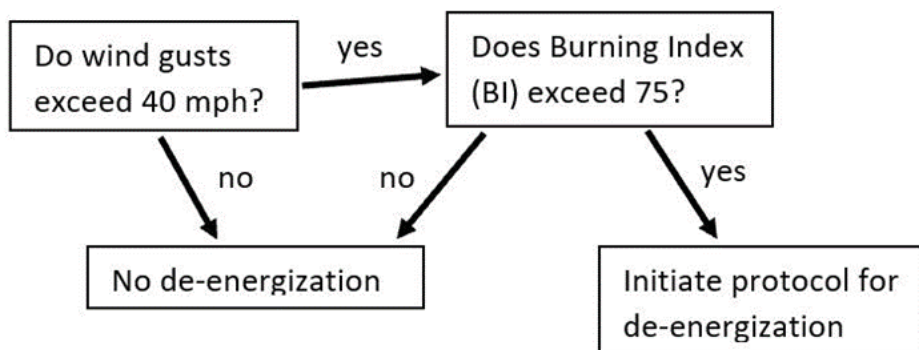 Do wind gusts
exceed 40 mph?
yes
Does Burning Index
(BI) exceed 75?
no
no
yes
No de-energization
Initiate protocol for
de-energization